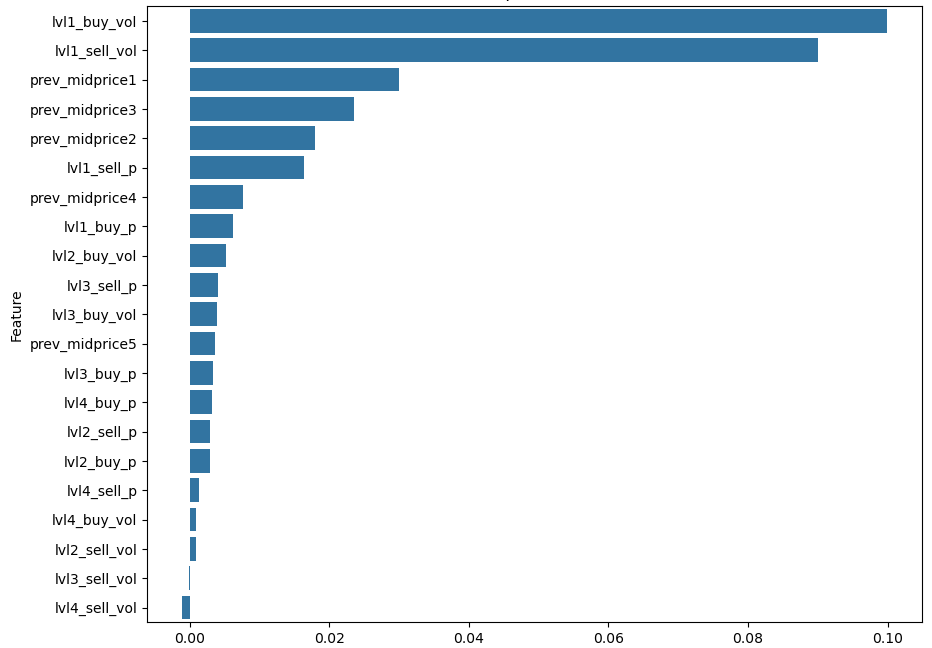 lvl1_buy_vol
lvl1_sell_vol
prev_midprice1
prev_midprice3
prev_midprice2
lvl1_sell_p
prev_midprice4
lvl1_buy_p
lvl2_buy_vol
lvl3_sell_p
lvl3_buy_vol
prev_midprice5
lvl3_buy_p
lvl4_buy_p
lvl2_sell_p
lvl2_buy_p
lvl4_sell_p
lvl4_buy_vol
lvl2_sell_vol
lvl3_sell_vol
lvl4_sell_vol
Feature
0.00 0.02 0.04 0.06 0.08 0.10